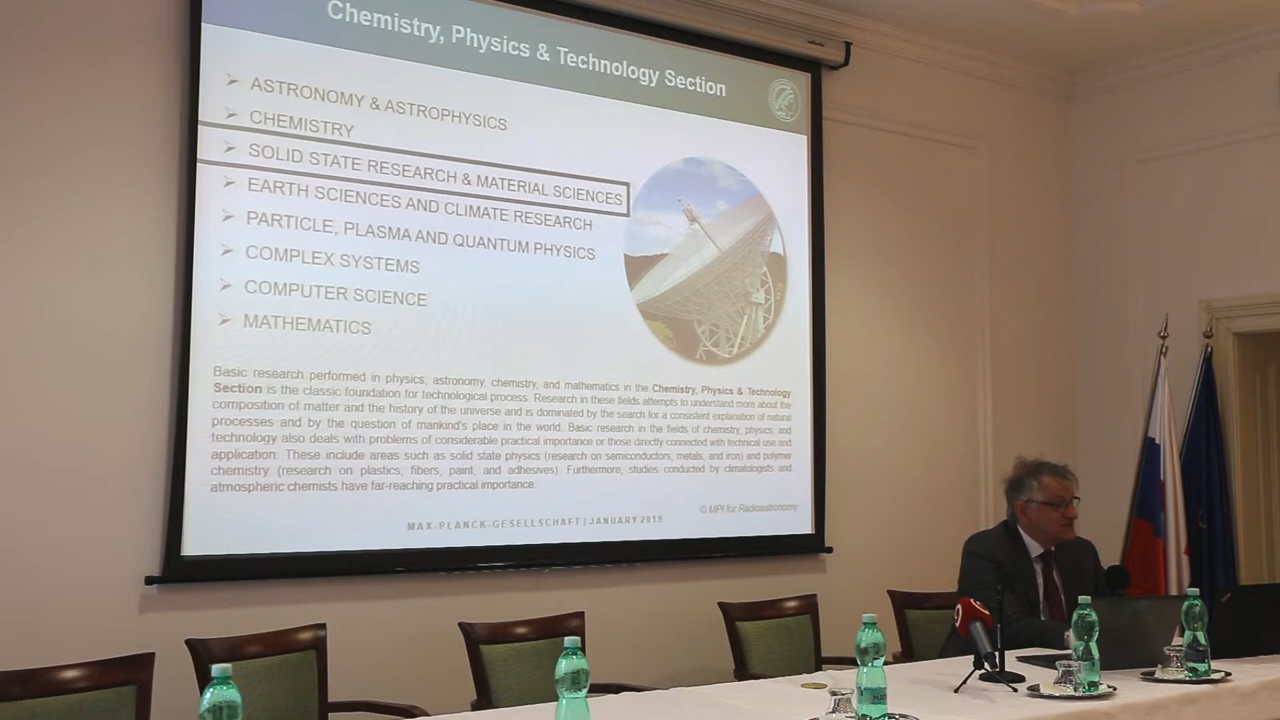 Chemistry, Physics & Technology Section
➢ ASTRONOMY & ASTROPHYSICS
➢ CHEMISTRY
➢ SOLID STATE RESEARCH & MATERIAL SCIENCES
➢ EARTH SCIENCES AND CLIMATE RESEARCH
➢ PARTICLE, PLASMA AND QUANTUM PHYSICS
➢ COMPLEX SYSTEMS
➢ COMPUTER SCIENCE
➢ MATHEMATICS
Basic research performed in physics, astronomy, chemistry, and mathematics in the Chemistry, Physics & Technology
Section is the classic foundation for technological process. Research in these fields attempts to understand more about the
composition of matter and the history of the universe and is dominated by the search for a consistent explanation of natural
processes and by the question of mankind's place in the world. Basic research in the fields of chemistry, physics, and
technology also deals with problems of considerable practical importance or those directly connected with technical use and
application. These include areas such as solid state physics (research on semiconductors, metals, and iron) and polymer
chemistry (research on plastics, fibers, paint, and adhesives). Furthermore, studies conducted by climatologists and
atmospheric chemists have far-reaching practical importance.
© MPI for Radioastronomy
MAX-PLANCK-GESELLSCHAFT | JANUARY 2019